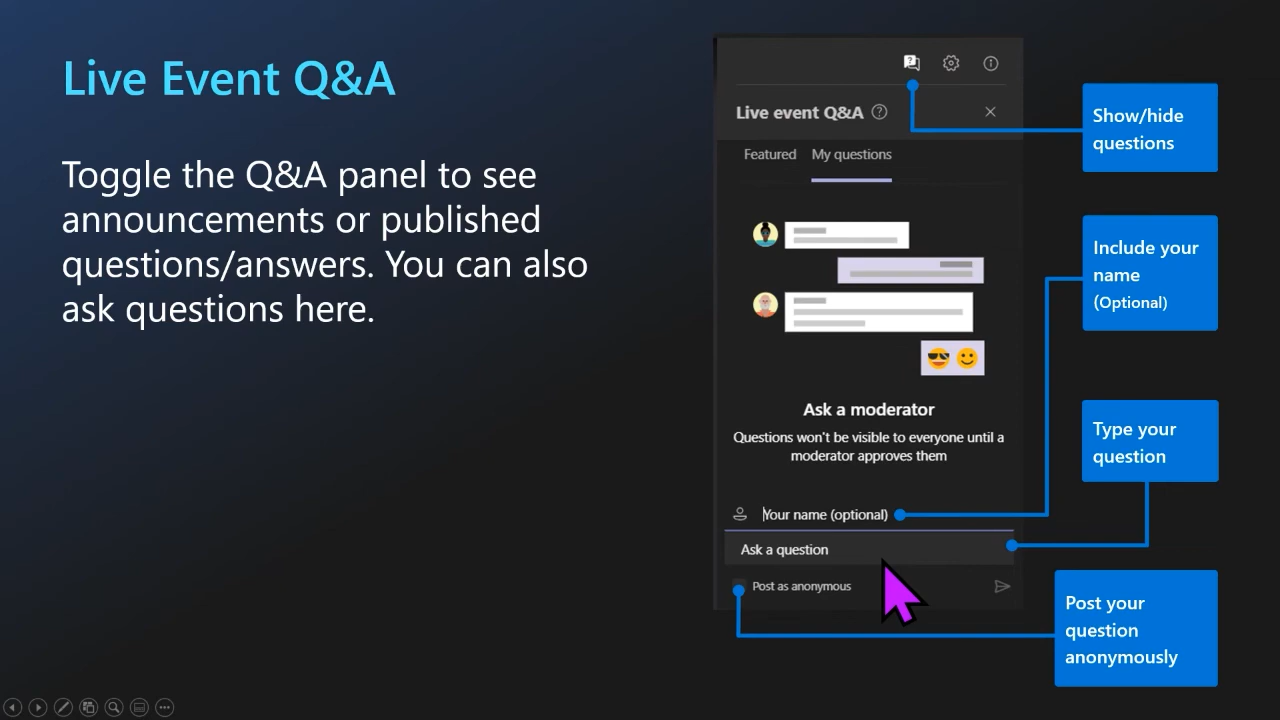 Live Event Q&A
Toggle the Q&A panel to see
announcements or published
questions/answers. You can also
ask questions here.
Live event Q&A
Featured My questions
Ask a moderator
Questions won't be visible to everyone until a
moderator approves them
Your name (optional)
Ask a question
Post as anonymous
Show/hide
questions
Include your
name
(Optional)
Type your
question
Post your
question
anonymously